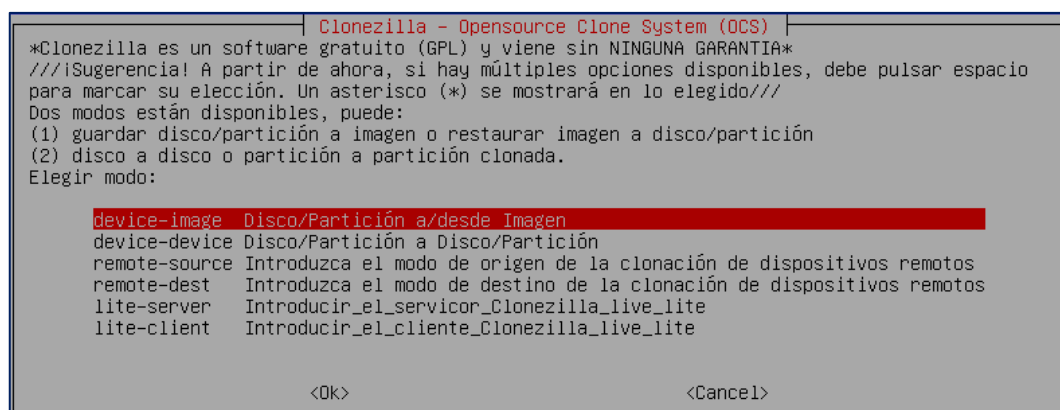 Clonezilla - Opensource Clone System (OCS)
*Clonezilla es un software gratuito (GPL) y viene sin NINGUNA GARANTIA*
///¡Sugerencia! A partir de ahora, si hay múltiples opciones disponibles, debe pulsar espacio
para marcar su elección. Un asterisco (*) se mostrará en lo elegido///
Dos modos están disponibles, puede:
(1) guardar disco/partición a imagen o restaurar imagen a disco/partición
(2) disco a disco o partición a partición clonada.
Elegir modo:
device-image Disco/Partición a/desde Imagen
device-device Disco/Partición a Disco/Partición
remote-source Introduzca el modo de origen de la clonación de dispositivos remotos
remote-dest Introduzca el modo de destino de la clonación de dispositivos remotos
lite-server Introducir_el_servicor_Clonezilla_live_lite
lite-client Introducir_el_cliente_Clonezilla_live_lite
<Ok> <Cancel>